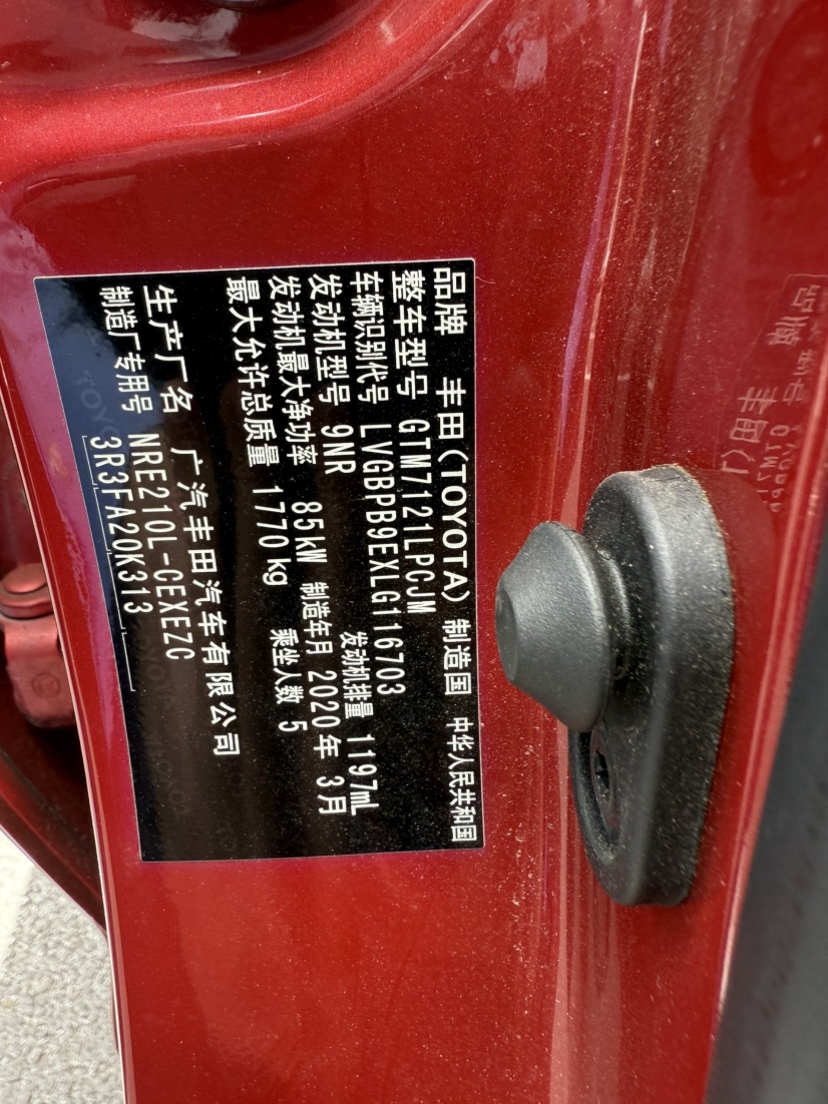 品牌 丰田(TOYOTA) 制造国 中华人民共和国
整车型号 GTM7121LPCJM
车辆识别代号 LVGBPB9EXLG116703
发动机型号 9NR 发动机排量 1197mL
发动机最大净功率 85kW 制造年月 2020年 3月
最大允许总质量 1770kg 乘坐人数 5
生产厂名 广汽丰田汽车有限公司
制造厂专用号 NRE210L-CEXEZC
3R3FA20K313